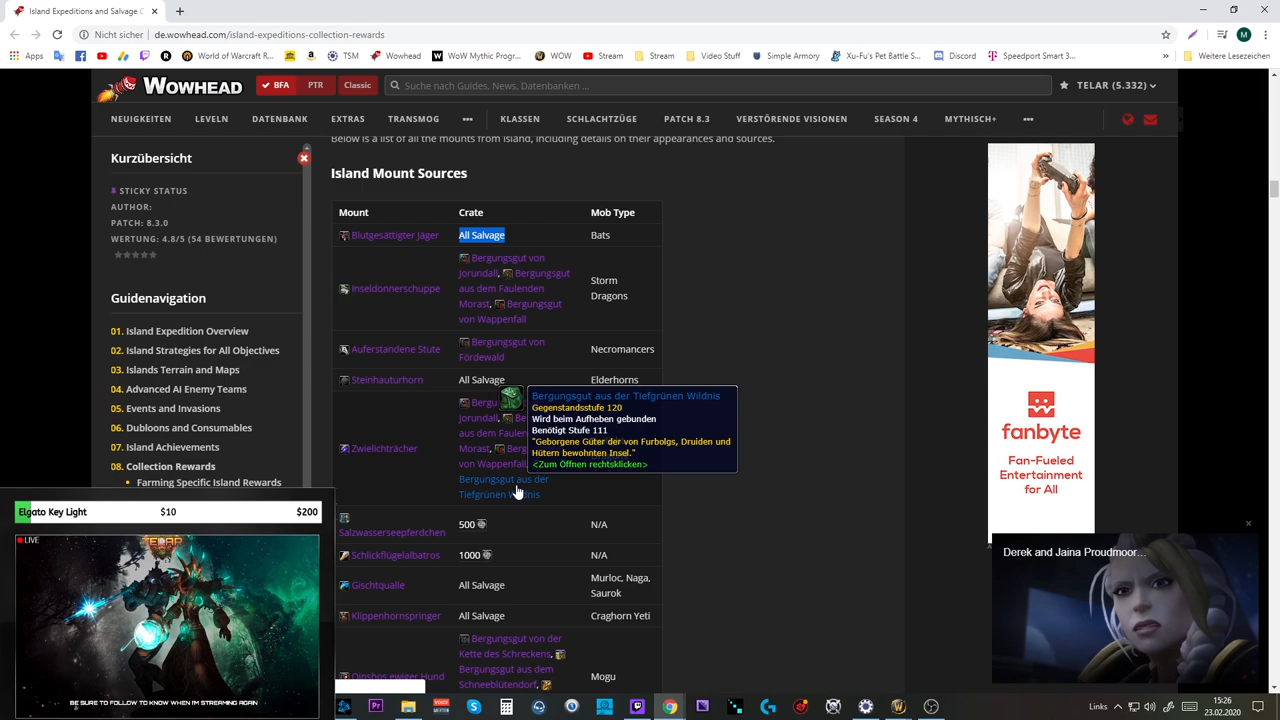 Island Expeditions and Salvage C
Nicht sicher | de.wowhead.com/island-expeditions-collection-rewards
Apps
World of Warcraft R...
TSM
Wowhead
WoW Mythic Progr...
WOW
Stream
Stream
Video Stuff
Simple Armory
Xu-Fu's Pet Battle S...
Discord
Speedport Smart 3...
Weitere Lesezeichen
WOWHEAD
BFA
PTR
Classic
Suche nach Guides, News, Datenbanken ...
TELAR (5.332)
NEUIGKEITEN
LEVELN
DATENBANK
EXTRAS
TRANSMOG
KLASSEN
SCHLACHTZÜGE
PATCH 8.3
VERSTÖRENDE VISIONEN
SEASON 4
MYTHISCH+
Below is a list of all the mounts from island, including details on their appearances and sources.
Kurzübersicht
STICKY STATUS
AUTHOR:
PATCH: 8.3.0
WERTUNG: 4.8/5 (54 BEWERTUNGEN)
Guidenavigation
01. Island Expedition Overview
02. Island Strategies for All Objectives
03. Islands Terrain and Maps
04. Advanced AI Enemy Teams
05. Events and Invasions
06. Dubloons and Consumables
07. Island Achievements
08. Collection Rewards
Farming Specific Island Rewards
Island Mount Sources
Mount Crate Mob Type
Blutgesättigter Jäger All Salvage Bats
Inseldonnerschuppe
Bergungsgut von
Jorundall, Bergungsgut
aus dem Faulenden
Morast, Bergungsgut
von Wappenfall
Storm
Dragons
Auferstandene Stute
Bergungsgut von
Fördewald
Necromancers
Steinhauturhorn All Salvage Elderhorns
Zwielichträcher
Jorundall,
aus dem
Morast,
von Wappenfall
Bergungsgut aus der
Tiefgrünen Wildnis
Bergungsgut aus der Tiefgrünen Wildnis
Gegenstandsstufe 120
Wird beim Aufheben gebunden
Benötigt Stufe 111
"Geborgene Güter der von Furbolgs, Druiden und
Hütern bewohnten Insel."
<Zum Öffnen rechtsklicken>
Salzwasserseepferdchen 500 N/A
Schlickflügelalbatros 1000 N/A
Gischtqualle All Salvage Murloc, Naga,
Saurok
Klippenhornspringer All Salvage Craghorn Yeti
Qinshos ewiger Hund
Bergungsgut von der
Kette des Schreckens,
Bergungsgut aus dem
Schneeblütendorf,
Mogu
fanbyte
Fan-Fueled
Entertainment
for All
Derek and Jaina Proudmoor...
Elgato Key Light $10 $200
LIVE
TELAR
BE SURE TO FOLLOW TO KNOW WHEN I'M STREAMING AGAIN
Links
15:26
23.02.2020